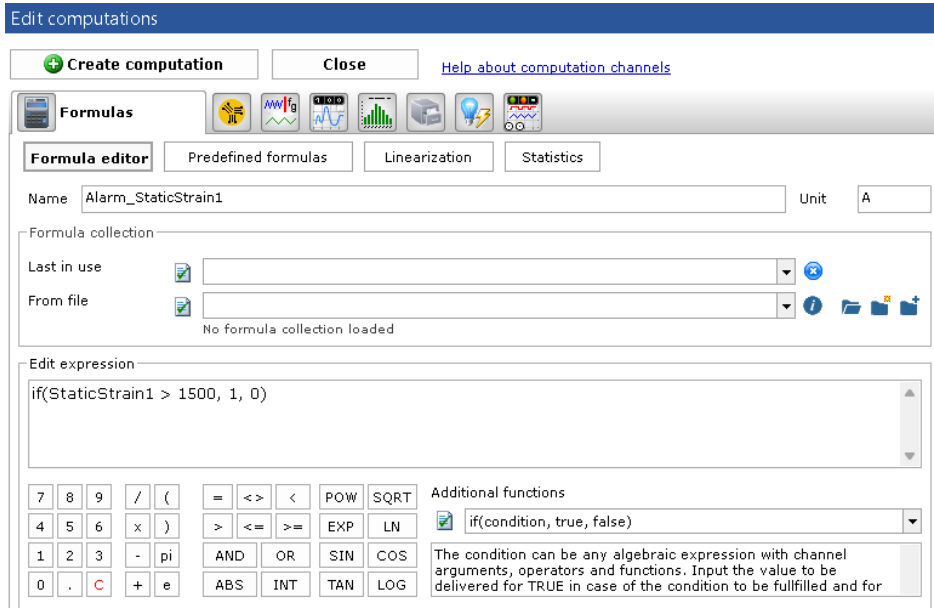 Edit computations
Create computation Close Help about computation channels
Formulas
Formula editor Predefined formulas Linearization Statistics
Name Alarm_StaticStrain1 Unit A
Formula collection
Last in use
From file
No formula collection loaded
Edit expression
if(StaticStrain1 > 1500, 1, 0)
7 8 9 / ( = <> < POW SQRT Additional functions
4 5 6 x ) > <= >= EXP LN if(condition, true, false)
1 2 3 - pi AND OR SIN COS The condition can be any algebraic expression with channel
arguments, operators and functions. Input the value to
0 . C + e ABS INT TAN LOG delivered for TRUE in case of the condition to be fullfilled and for